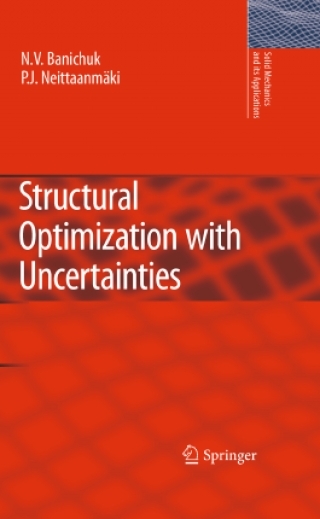 N.V. Banichuk
P.J. Neittaanmäki
Solid Mechanics
and its Applications
Structural
Optimization with
Uncertainties
Springer